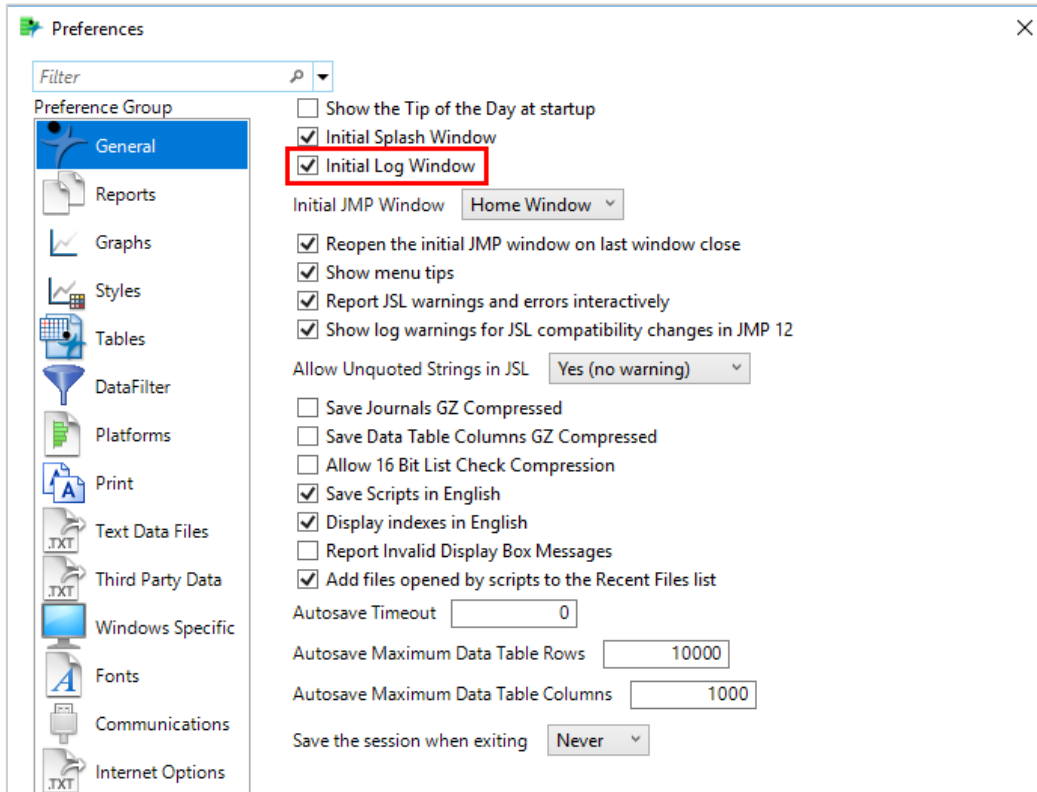 Preferences
Filter
Preference Group
General
Reports
Graphs
Styles
Tables
DataFilter
Platforms
Print
.TXT
Text Data Files
.TXT
Third Party Data
Windows Specific
Fonts
Communications
.TXT
Internet Options
Show the Tip of the Day at startup
Initial Splash Window
Initial Log Window
Initial JMP Window Home Window
Reopen the initial JMP window on last window close
Show menu tips
Report JSL warnings and errors interactively
Show log warnings for JSL compatibility changes in JMP 12
Allow Unquoted Strings in JSL Yes (no warning)
Save Journals GZ Compressed
Save Data Table Columns GZ Compressed
Allow 16 Bit List Check Compression
Save Scripts in English
Display indexes in English
Report Invalid Display Box Messages
Add files opened by scripts to the Recent Files list
Autosave Timeout 0
Autosave Maximum Data Table Rows 10000
Autosave Maximum Data Table Columns 1000
Save the session when exiting Never